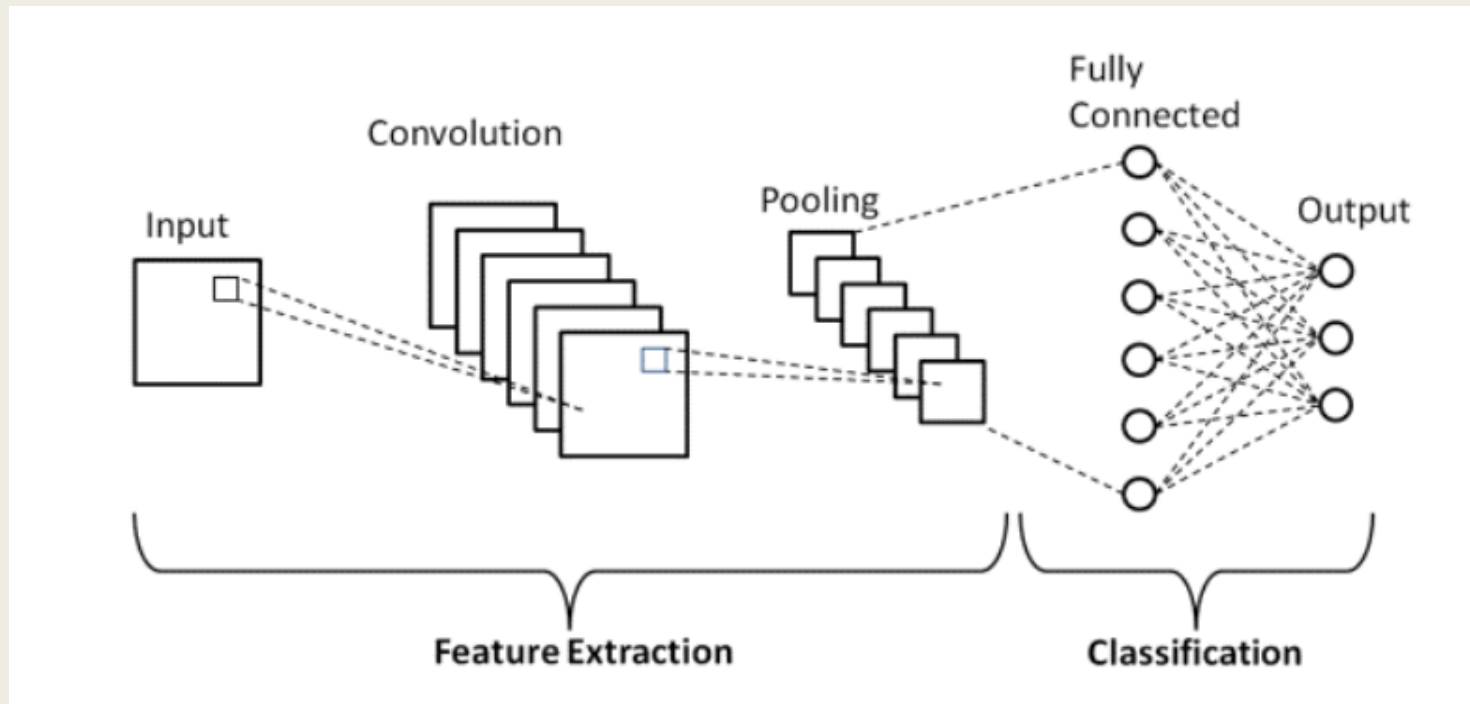 Input
Convolution
Pooling
Fully
Connected
Output
Feature Extraction
Classification